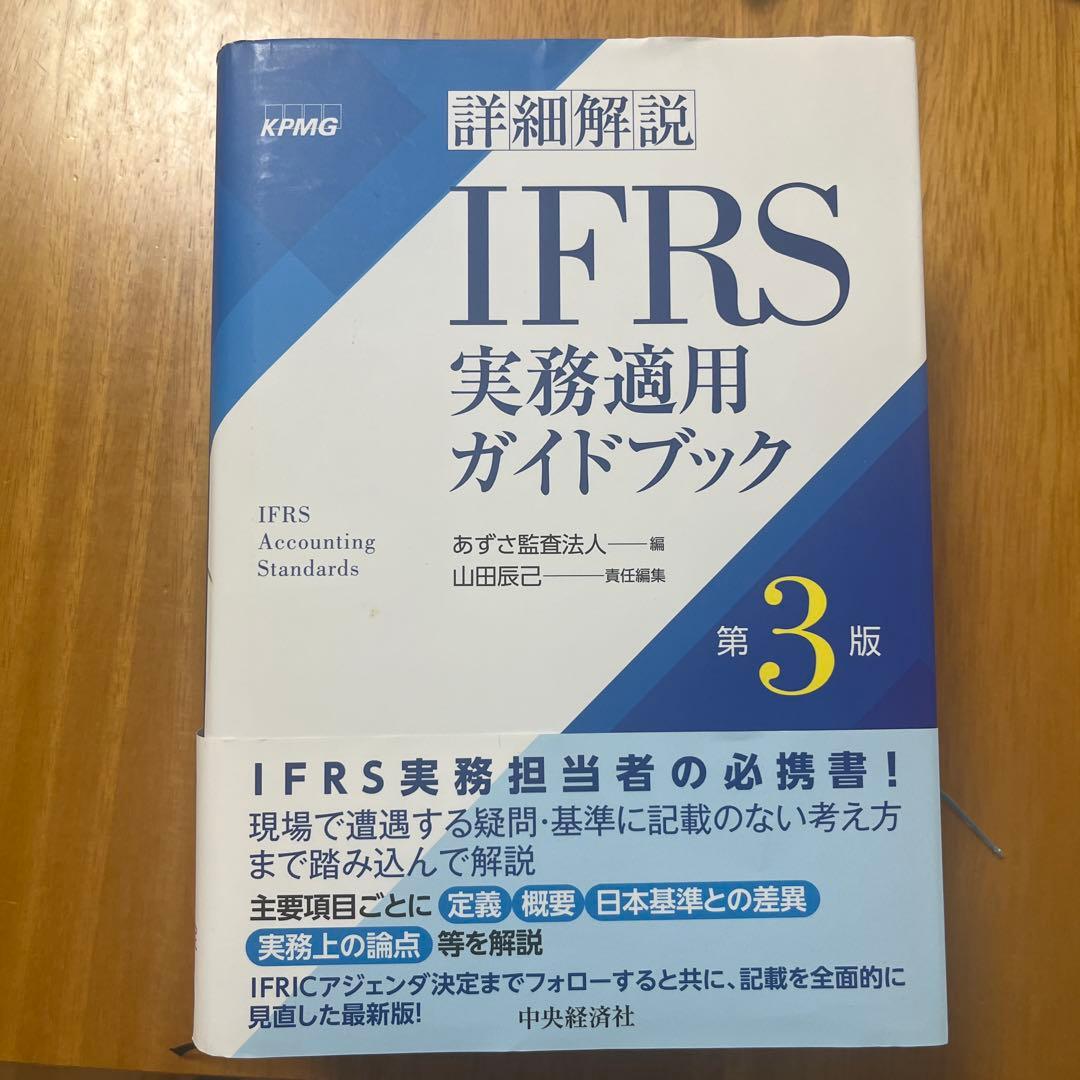 KPMG
詳細解説
IFRS
実務適用
ガイドブック
IFRS
Accounting
Standards
あずさ監査法人――編
山田辰己――責任編集
第3版
IFRS実務担当者の必携書!
現場で遭遇する疑問・基準に記載のない考え方
まで踏み込んで解説
主要項目ごとに 定義 概要 日本基準との差異
実務上の論点 等を解説
IFRICアジェンダ決定までフォローすると共に、記載を全面的に
見直した最新版!
中央経済社